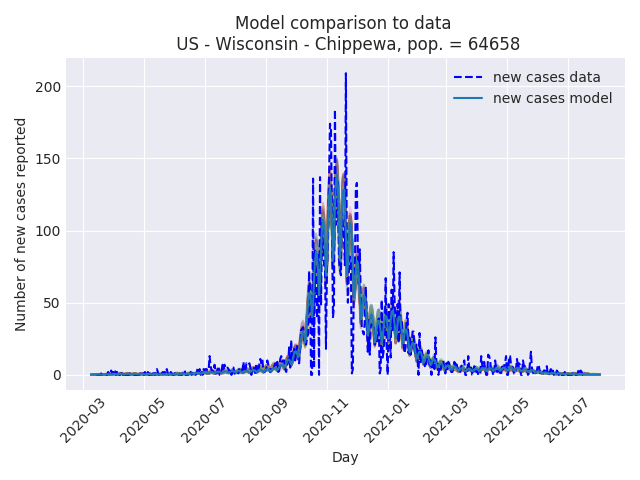 Model comparison to data
US - Wisconsin - Chippewa, pop. = 64658
new cases data
new cases model
Number of new cases reported
200
150
100
50
0
2020-03
2020-05
2020-07
2020-09
2020-11
2021-01
2021-03
2021-05
2021-07
Day